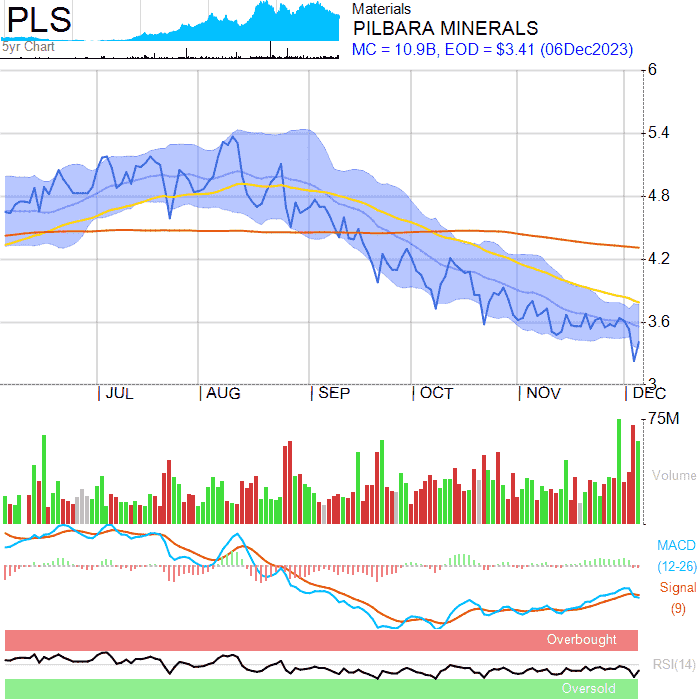 PLS
5yr Chart
Materials
PILBARA MINERALS
MC = 10.9B, EOD = $3.41 (06Dec2023)
6
5.4
4.8
4.2
3.6
3
JUL
AUG
SEP
OCT
NOV
DEC
75M
Volume
MACD
(12-26)
Signal
(9)
Overbought
RSI(14)
Oversold